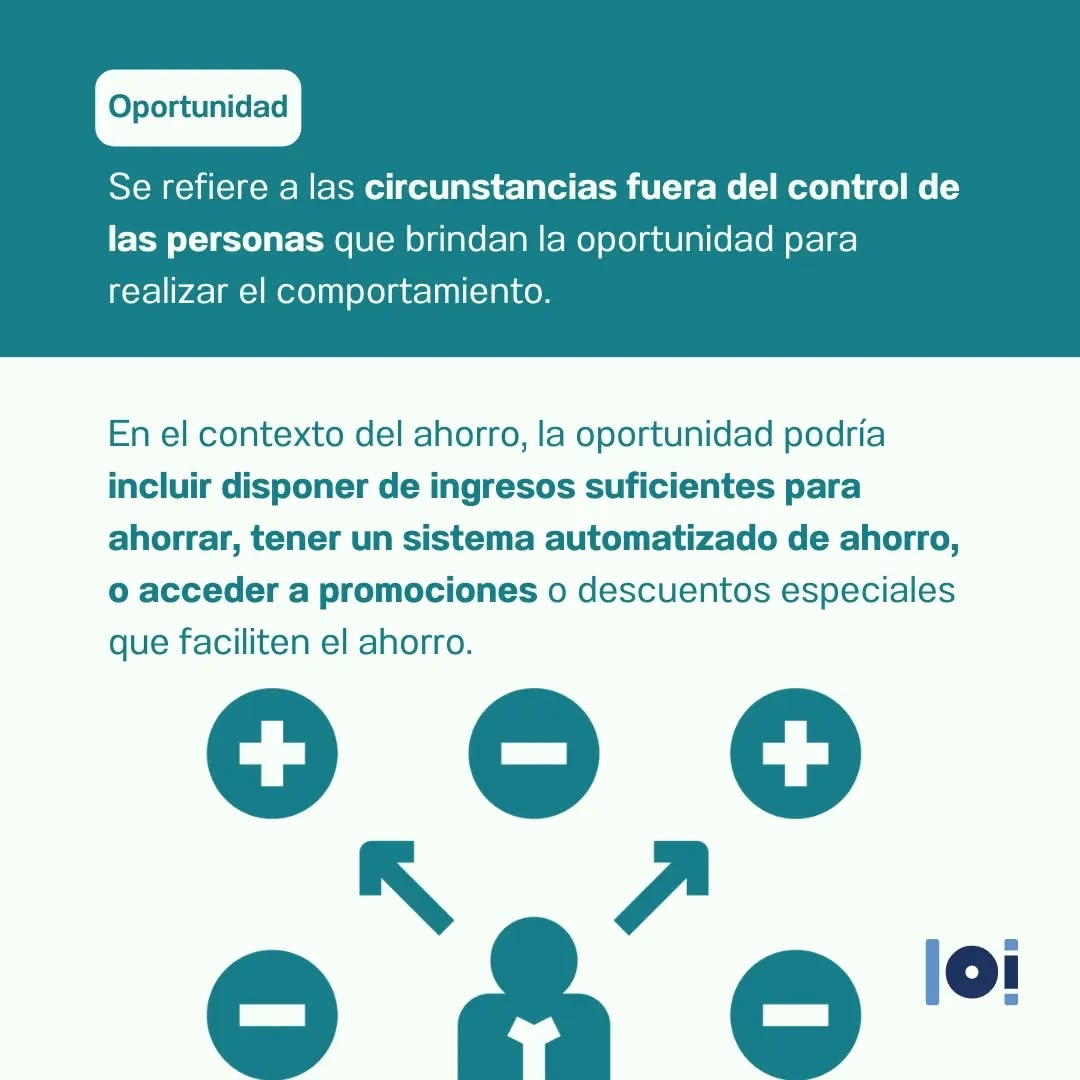 Oportunidad
Se refiere a las circunstancias fuera del control de
las personas que brindan la oportunidad para
realizar el comportamiento.
En el contexto del ahorro, la oportunidad podría
incluir disponer de ingresos suficientes para
ahorrar, tener un sistema automatizado de ahorro,
o acceder a promociones o descuentos especiales
que faciliten el ahorro.